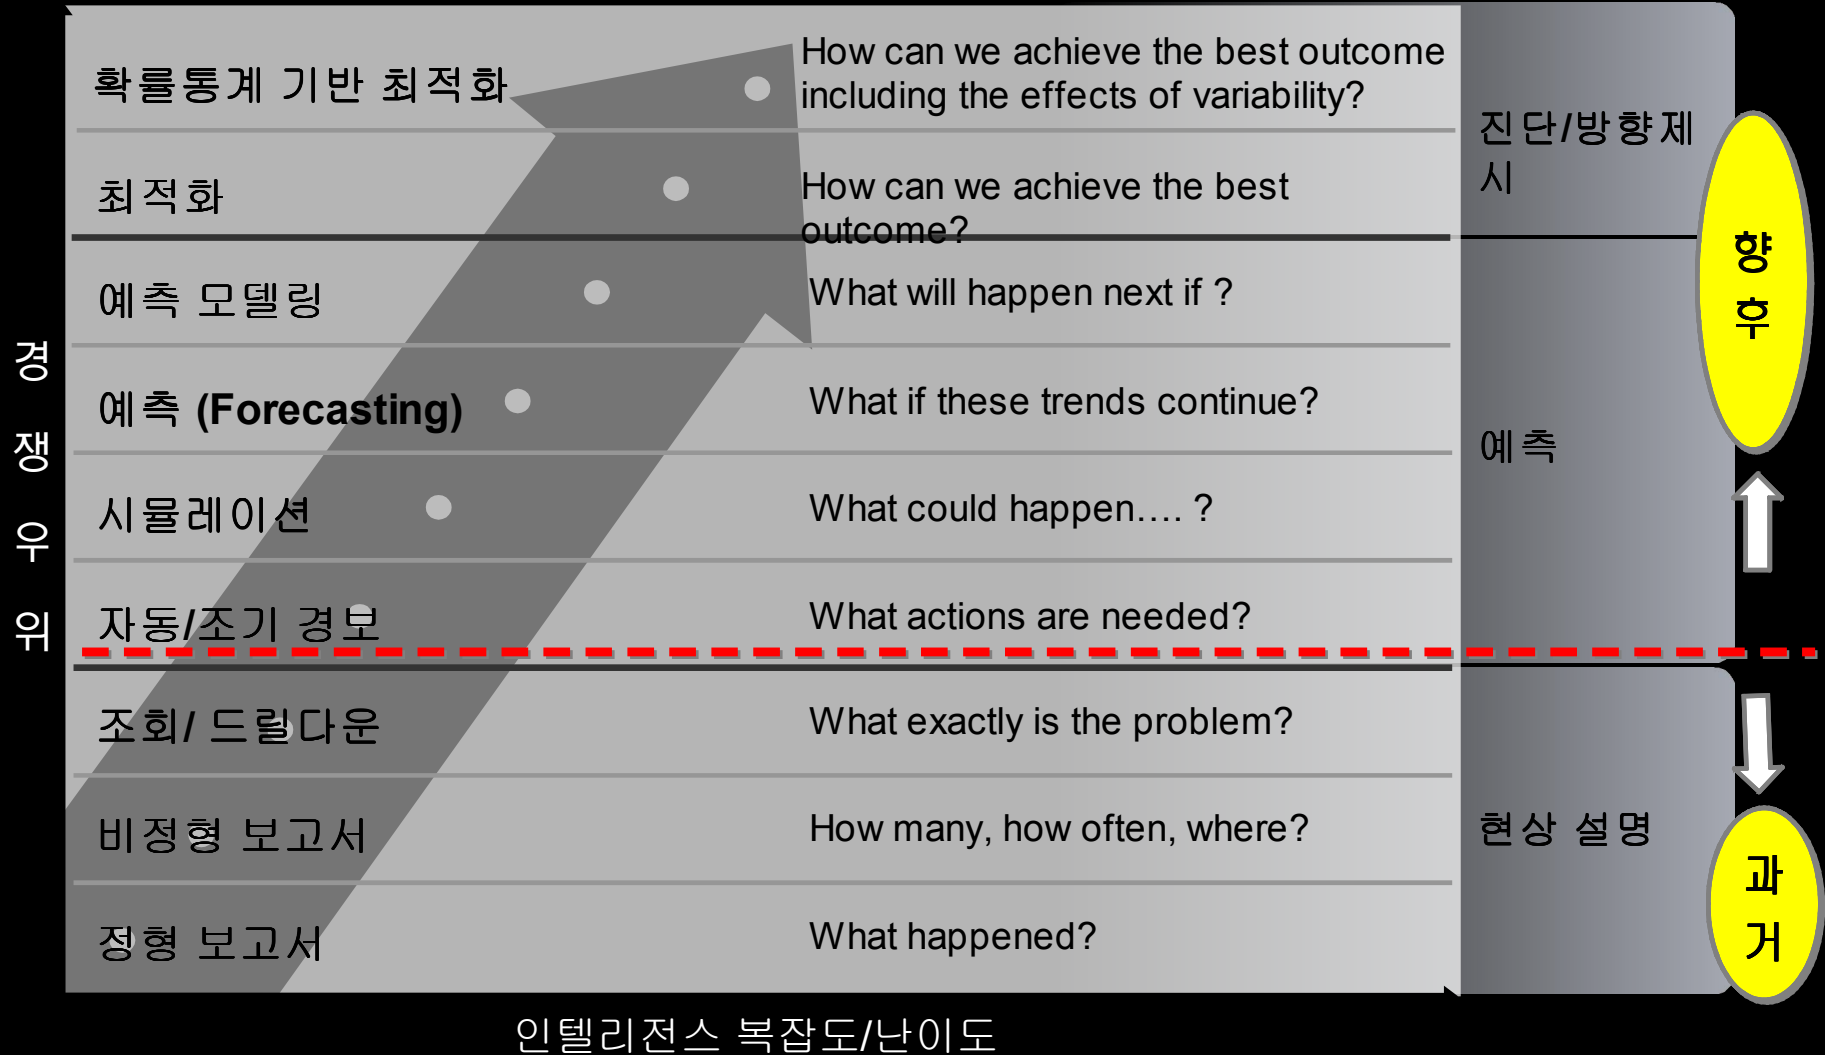 확률통계 기반 최적화
How can we achieve the best outcome
including the effects of variability?
최적화
How can we achieve the best
outcome?
진단/방향제
시
예측 모델링
What will happen next if ?
예측 (Forecasting)
What if these trends continue?
시뮬레이션
What could happen.... ?
자동/조기 경보
What actions are needed?
예측
조회/ 드릴다운
What exactly is the problem?
비정형 보고서
How many, how often, where?
정형 보고서
What happened?
현상 설명
향
후
과
거
경
쟁
우
위
인텔리전스 복잡도/난이도